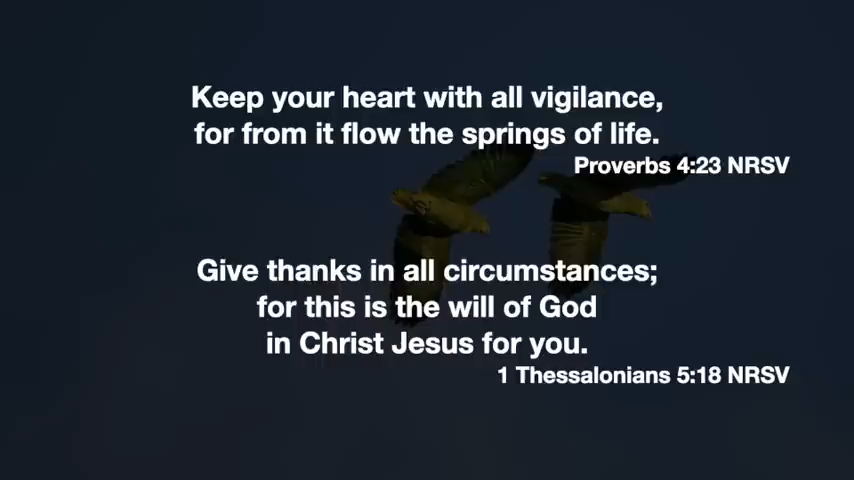 Keep your heart with all vigilance,
for from it flow the springs of life.
Proverbs 4:23 NRSV
Give thanks in all circumstances;
for this is the will of God
in Christ Jesus for you.
1 Thessalonians 5:18 NRSV